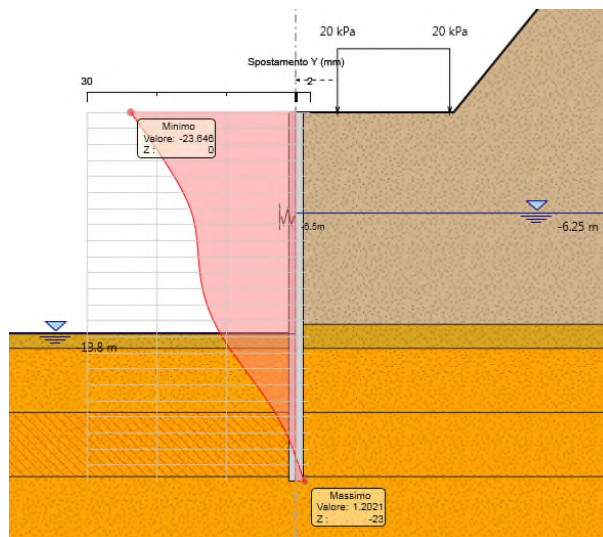 20 kPa
20 kPa
Spostamento Y (mm)
30
-2
Minimo
Valore: -23.646
Z : 0
-6.5m
-6.25 m
-13.8 m
Massimo
Valore: 1.2021
Z : -23